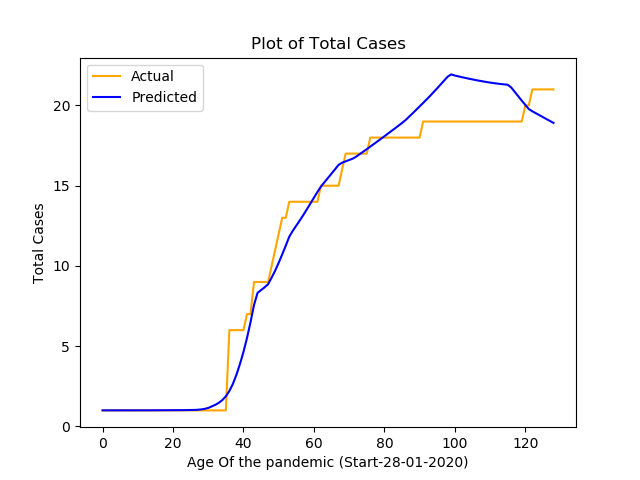 Plot of Total Cases
Actual
Predicted
Total Cases
20
15
10
5
0
0 20 40 60 80 100 120
Age Of the pandemic (Start-28-01-2020)